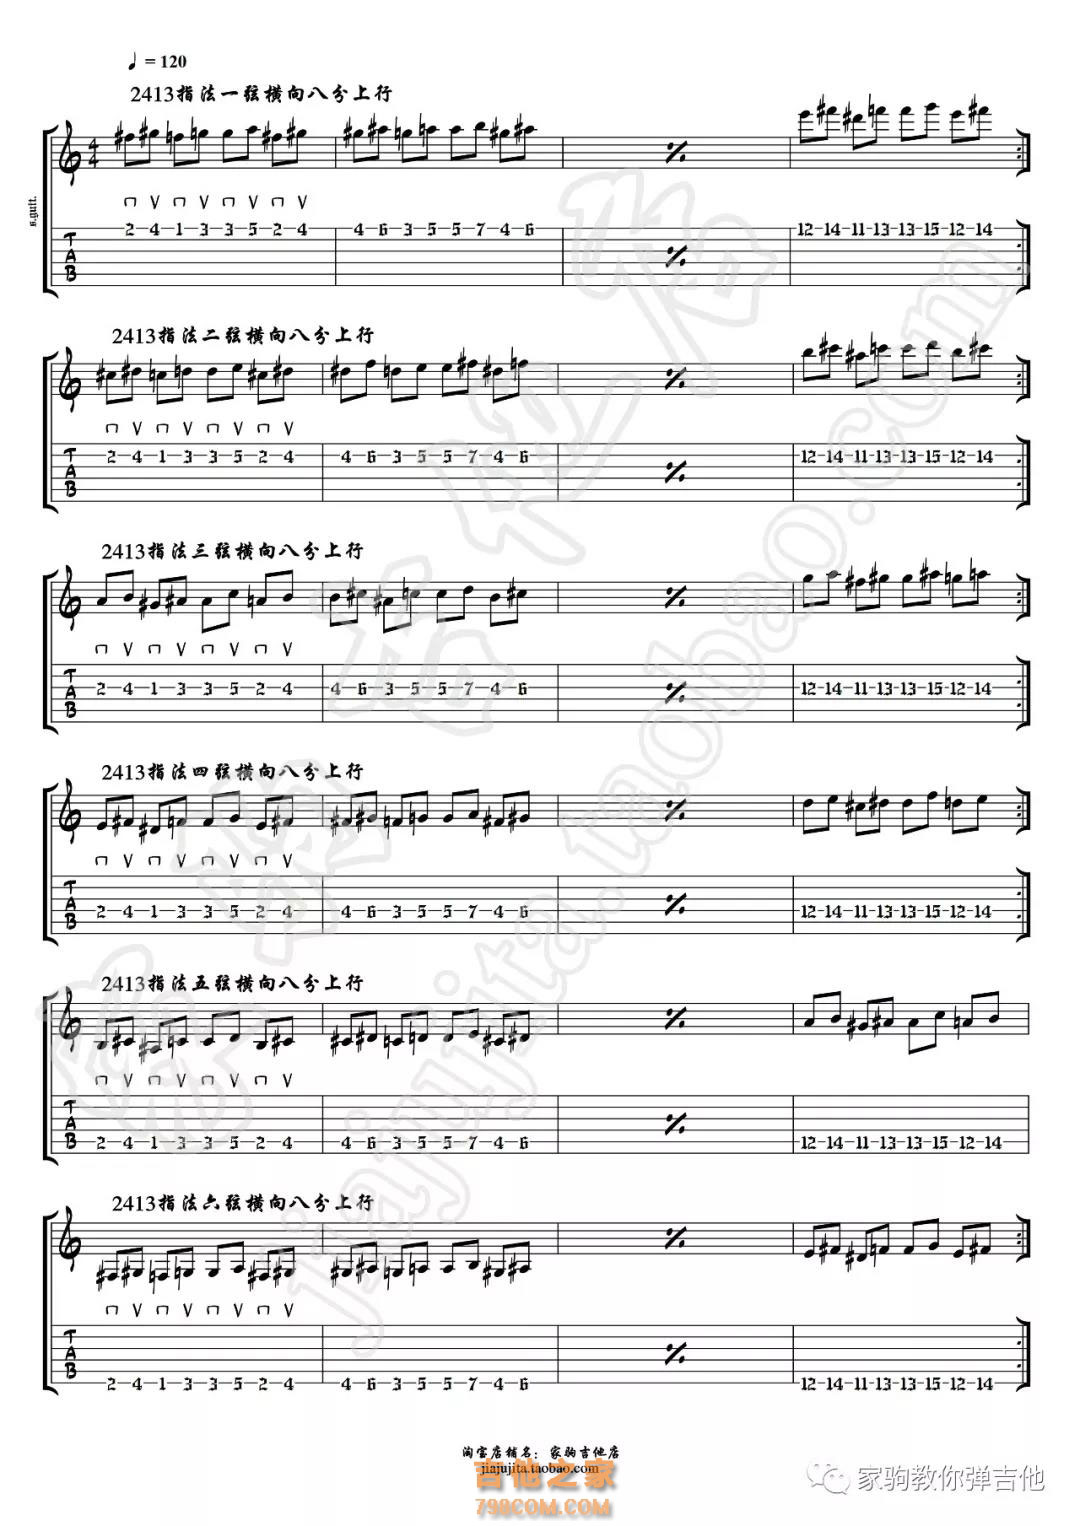 ♩= 120
2413指法一弦横向八分上行
s.guit.
2 4 1 3 3 5 2 4 4 6 3 5 5 7 4 6 12 14 11 13 13 15 12 14
2413指法二弦横向八分上行
2 4 1 3 3 5 2 4 4 6 3 5 5 7 4 6 12 14 11 13 13 15 12 14
2413指法三弦横向八分上行
2 4 1 3 3 5 2 4 4 6 3 5 5 7 4 6 12 14 11 13 13 15 12 14
2413指法四弦横向八分上行
2 4 1 3 3 5 2 4 4 6 3 5 5 7 4 6 12 14 11 13 13 15 12 14
2413指法五弦横向八分上行
2 4 1 3 3 5 2 4 4 6 3 5 5 7 4 6 12 14 11 13 13 15 12 14
2413指法六弦横向八分上行
2 4 1 3 3 5 2 4 4 6 3 5 5 7 4 6 12 14 11 13 13 15 12 14
jiajujita.taobao.com
淘宝店铺名：家驹吉他店
jiajujita.taobao.com
吉他之家
798COM.COM
家驹教你弹吉他